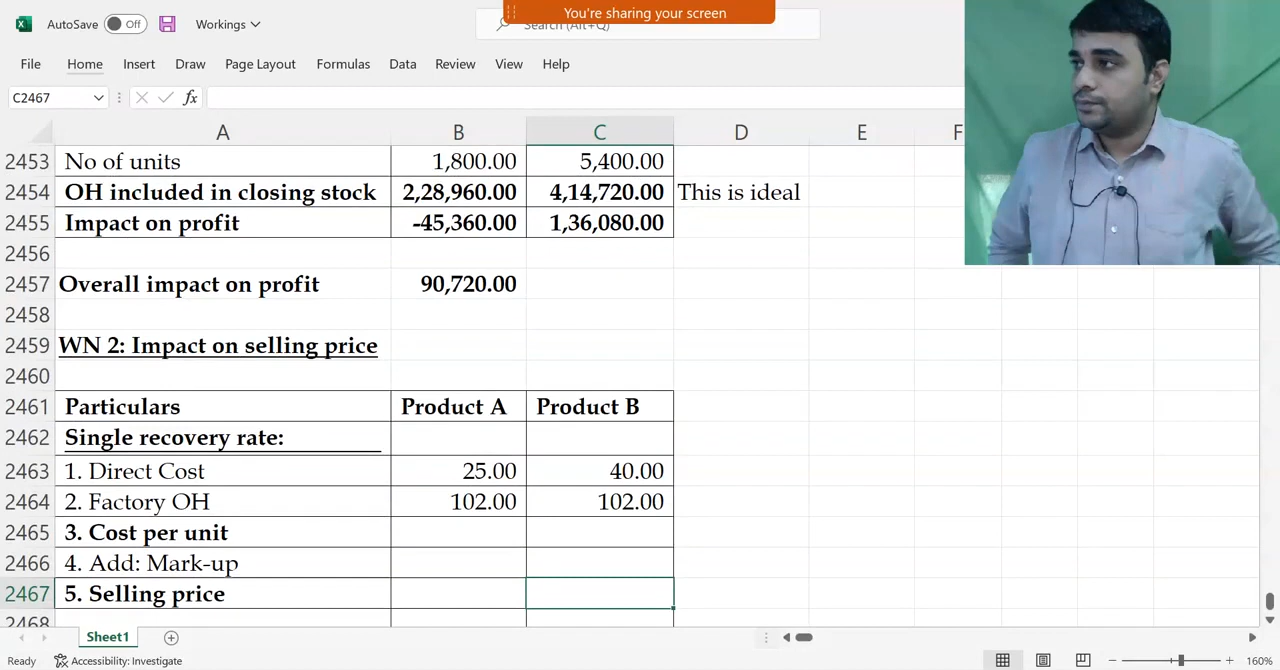 You're sharing your screen
AutoSave Off Workings
Search (Alt+Q)
File Home Insert Draw Page Layout Formulas Data Review View Help
C2467 fx
A B C D E F
2453 No of units 1,800.00 5,400.00
2454 OH included in closing stock 2,28,960.00 4,14,720.00 This is ideal
2455 Impact on profit -45,360.00 1,36,080.00
2456
2457 Overall impact on profit 90,720.00
2458
2459 WN 2: Impact on selling price
2460
2461 Particulars Product A Product B
2462 Single recovery rate:
2463 1. Direct Cost 25.00 40.00
2464 2. Factory OH 102.00 102.00
2465 3. Cost per unit
2466 4. Add: Mark-up
2467 5. Selling price
2468
Sheet1
Ready Accessibility: Investigate 160%